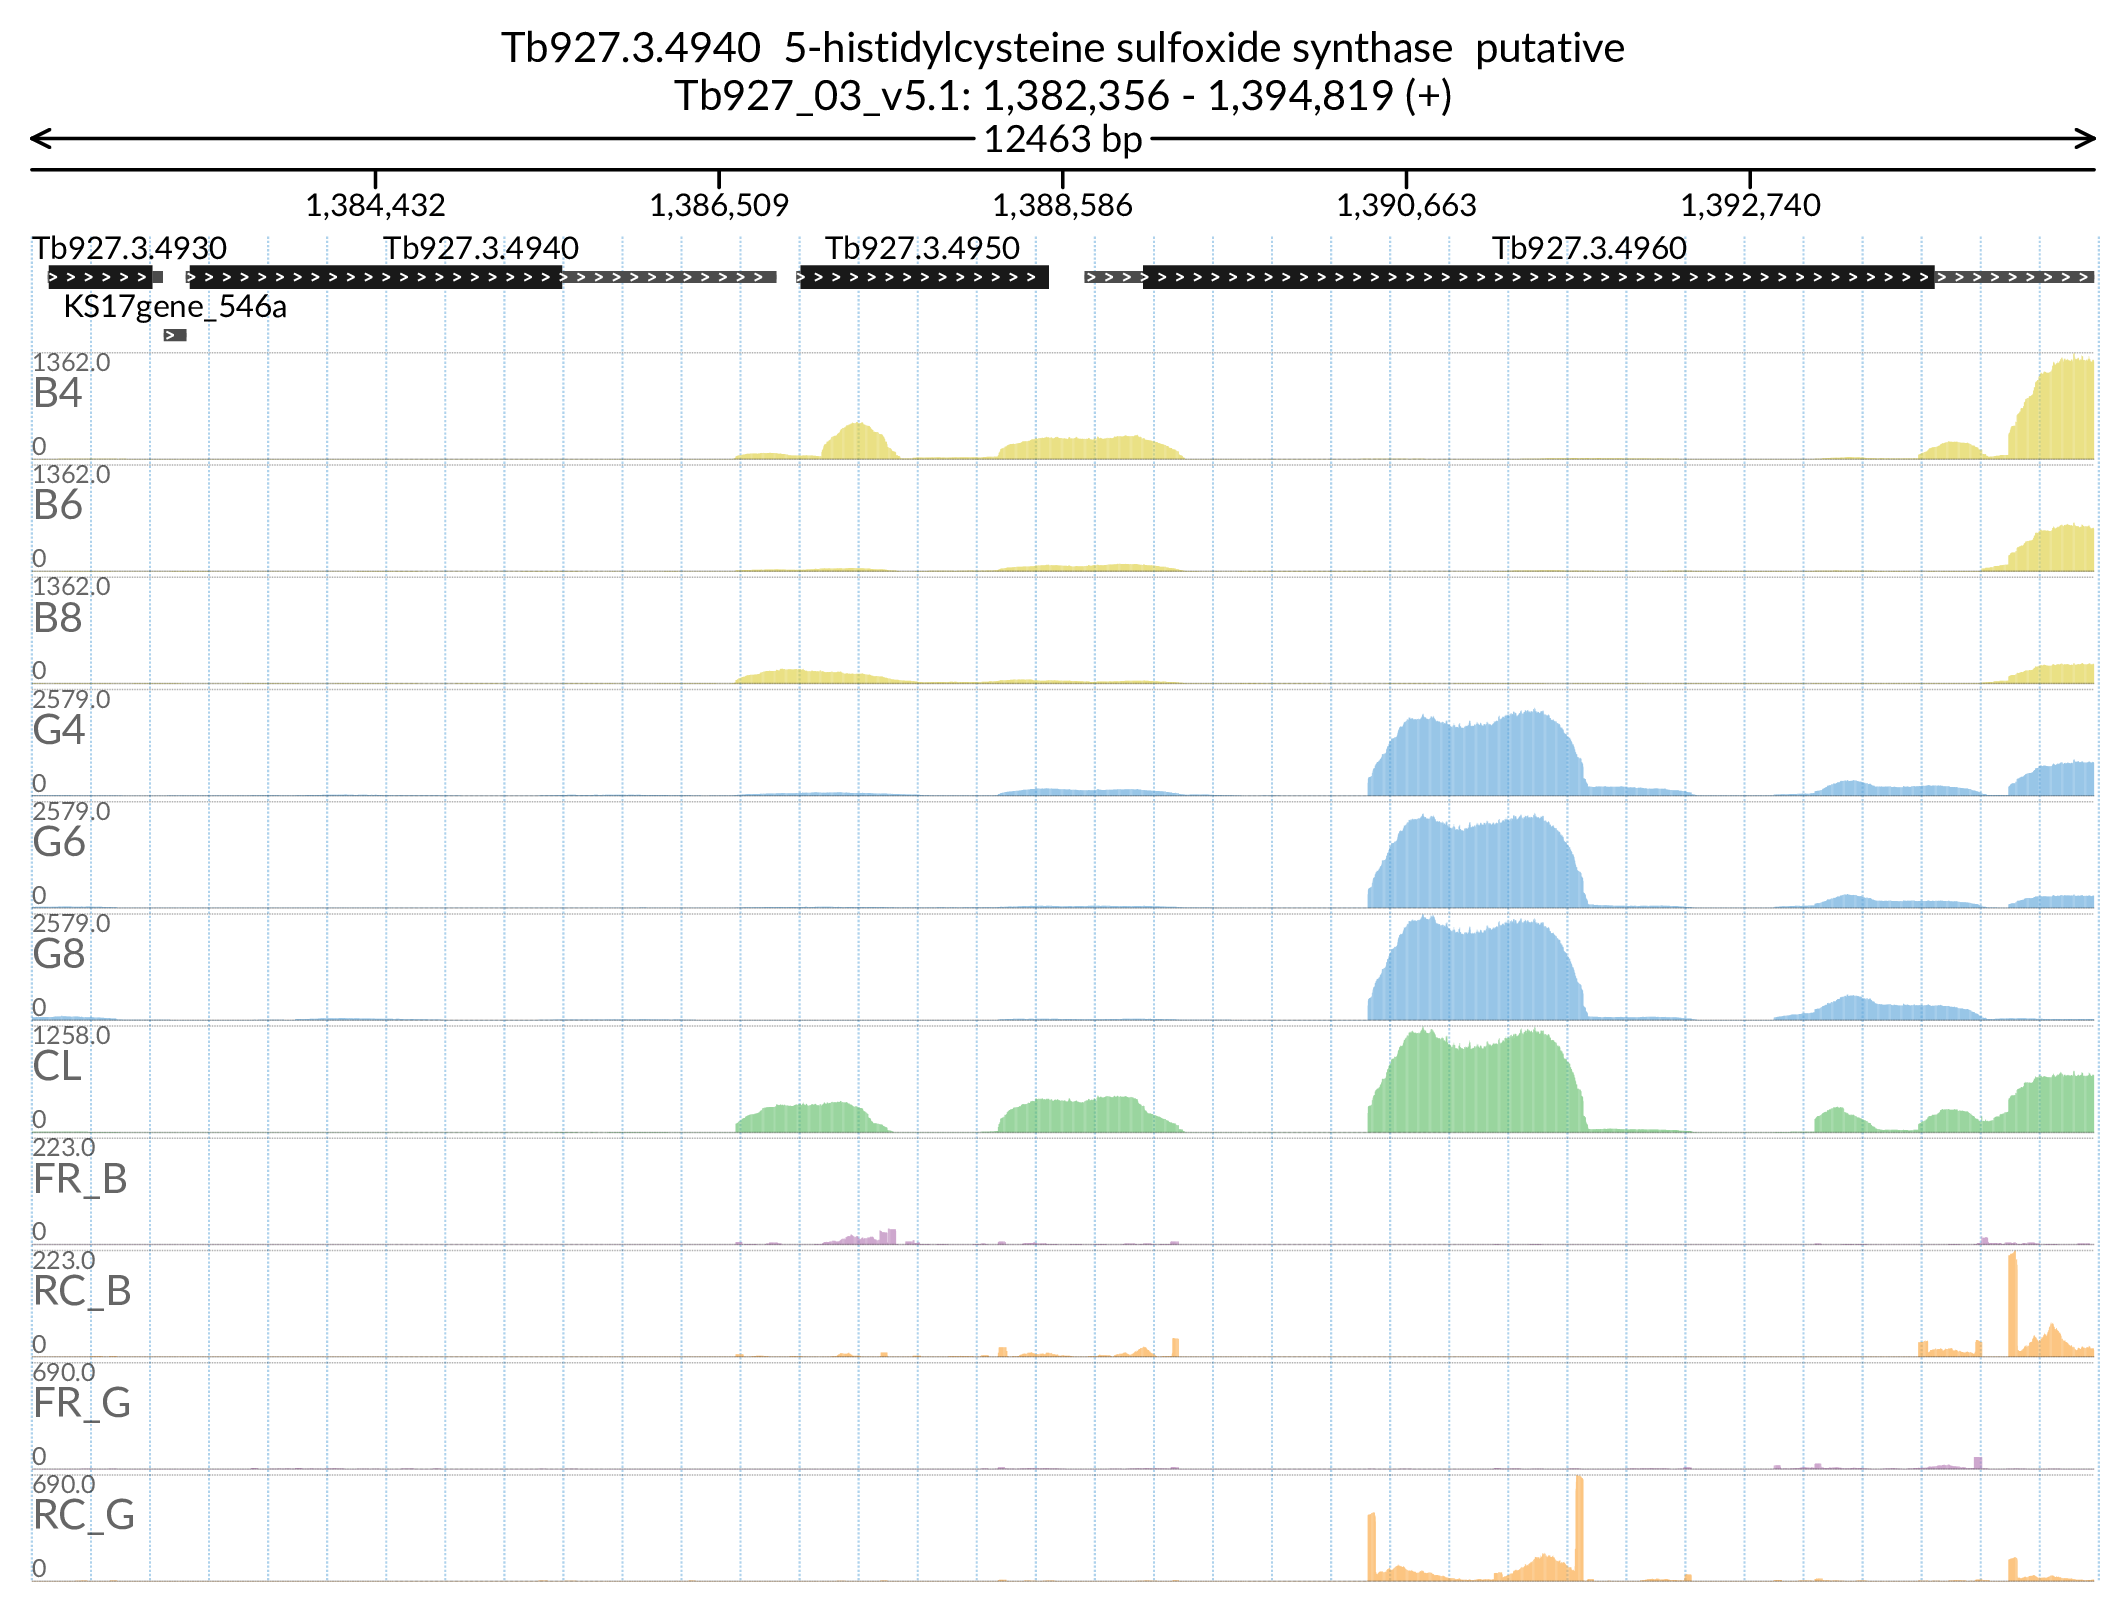 Tb927.3.4940 5-histidylcysteine sulfoxide synthase putative
Tb927_03_v5.1: 1,382,356 - 1,394,819 (+)
12463 bp
1,384,432 1,386,509 1,388,586 1,390,663 1,392,740
Tb927.3.4930 Tb927.3.4940 Tb927.3.4950 Tb927.3.4960
KS17gene_546a
1362.0
B4
0
1362.0
B6
0
1362.0
B8
0
2579.0
G4
0
2579.0
G6
0
2579.0
G8
0
1258.0
CL
0
223.0
FR_B
0
223.0
RC_B
0
690.0
FR_G
0
690.0
RC_G
0